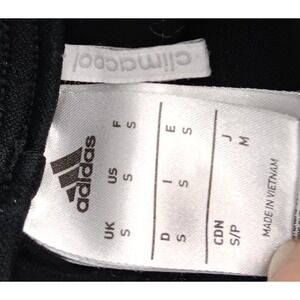 climacool
adidas
F E J
S S M
US I
S S
UK D CDN
S S S/P
MADE IN VIETNAM